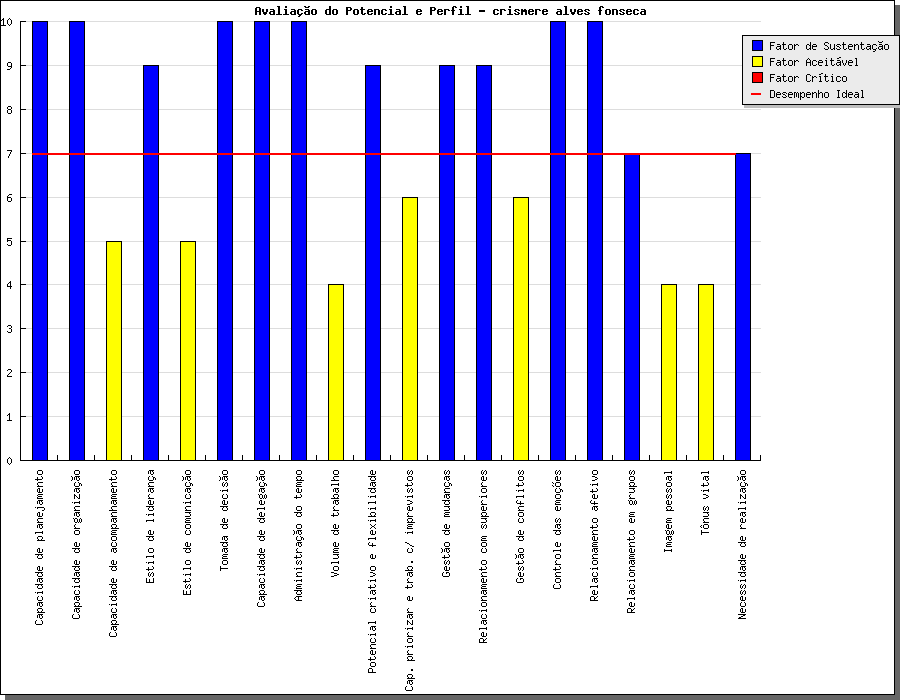 Avaliação do Potencial e Perfil - crismere alves fonseca
Fator de Sustentação
Fator Aceitável
Fator Crítico
Desempenho Ideal
10
9
8
7
6
5
4
3
2
1
0
Capacidade de planejamento
Capacidade de organização
Capacidade de acompanhamento
Estilo de liderança
Estilo de comunicação
Tomada de decisão
Capacidade de delegação
Administração do tempo
Volume de trabalho
Potencial criativo e flexibilidade
Cap. priorizar e trab. c/ imprevistos
Gestão de mudanças
Relacionamento com superiores
Gestão de conflitos
Controle das emoções
Relacionamento afetivo
Relacionamento em grupos
Imagem pessoal
Tônus vital
Necessidade de realização